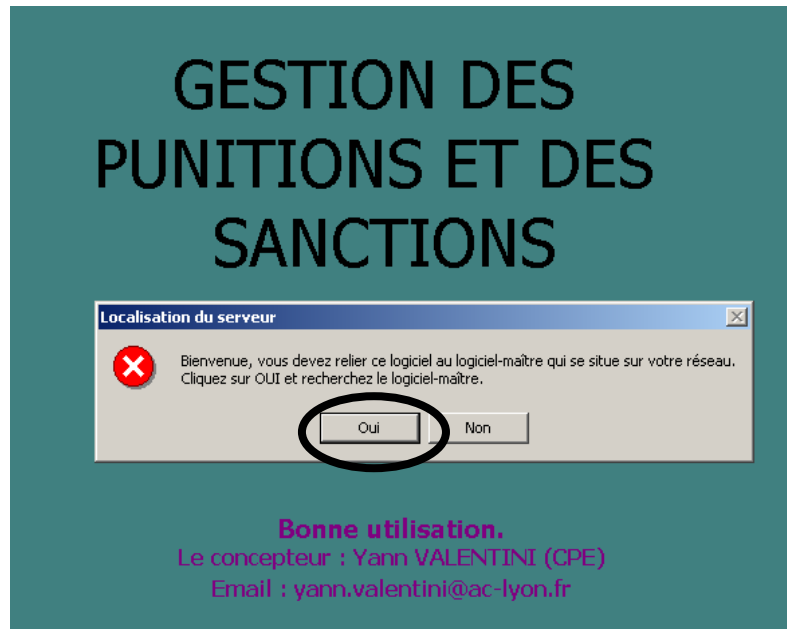 GESTION DES
PUNITIONS ET DES
SANCTIONS
Localisation du serveur
Bienvenue, vous devez relier ce logiciel au logiciel-maître qui se situe sur votre réseau.
Cliquez sur OUI et recherchez le logiciel-maître.
Oui Non
Bonne utilisation.
Le concepteur : Yann VALENTINI (CPE)
Email : yann.valentini@ac-lyon.fr